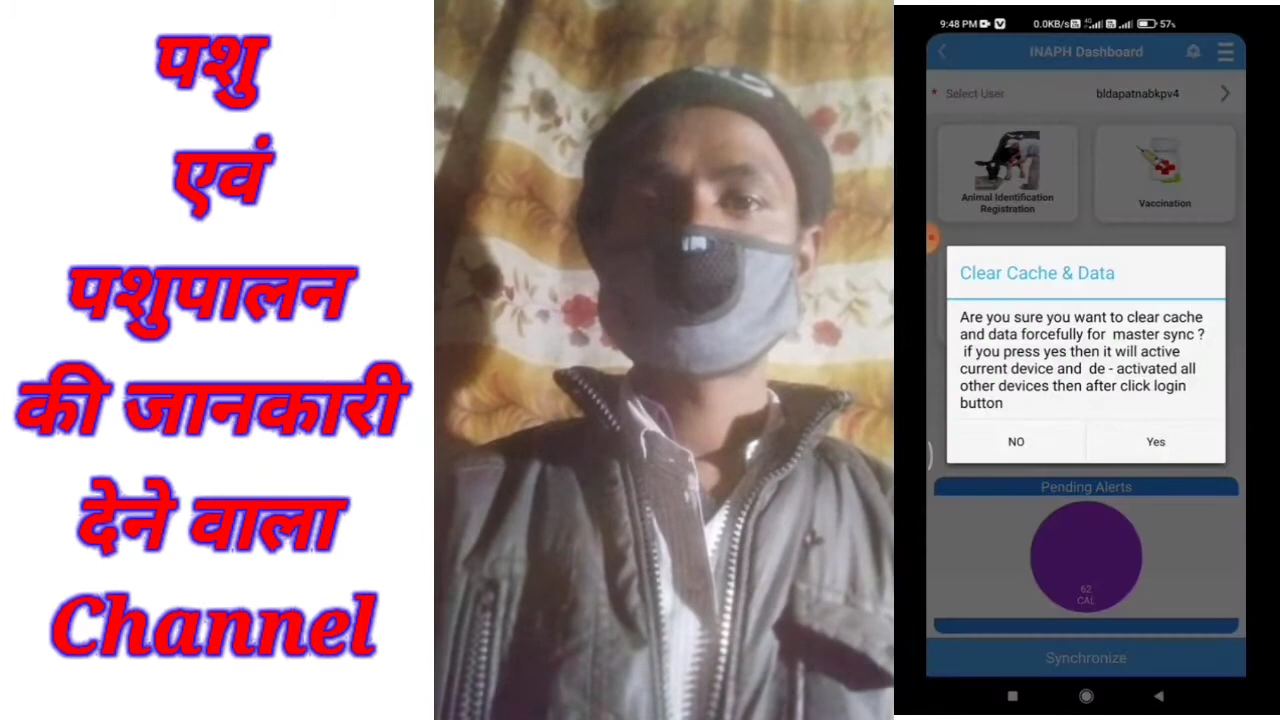 पशु
एवं
पशुपालन
की जानकारी
देने वाला
Channel
9:48 PM 0.0KB/s 4G 57%
INAPH Dashboard
* Select User bldapatnabkpv4
Animal Identification
Registration
Vaccination
Clear Cache & Data
Are you sure you want to clear cache
and data forcefully for master sync ?
if you press yes then it will active
current device and de - activated all
other devices then after click login
button
NO Yes
Pending Alerts
62
CAL
Synchronize